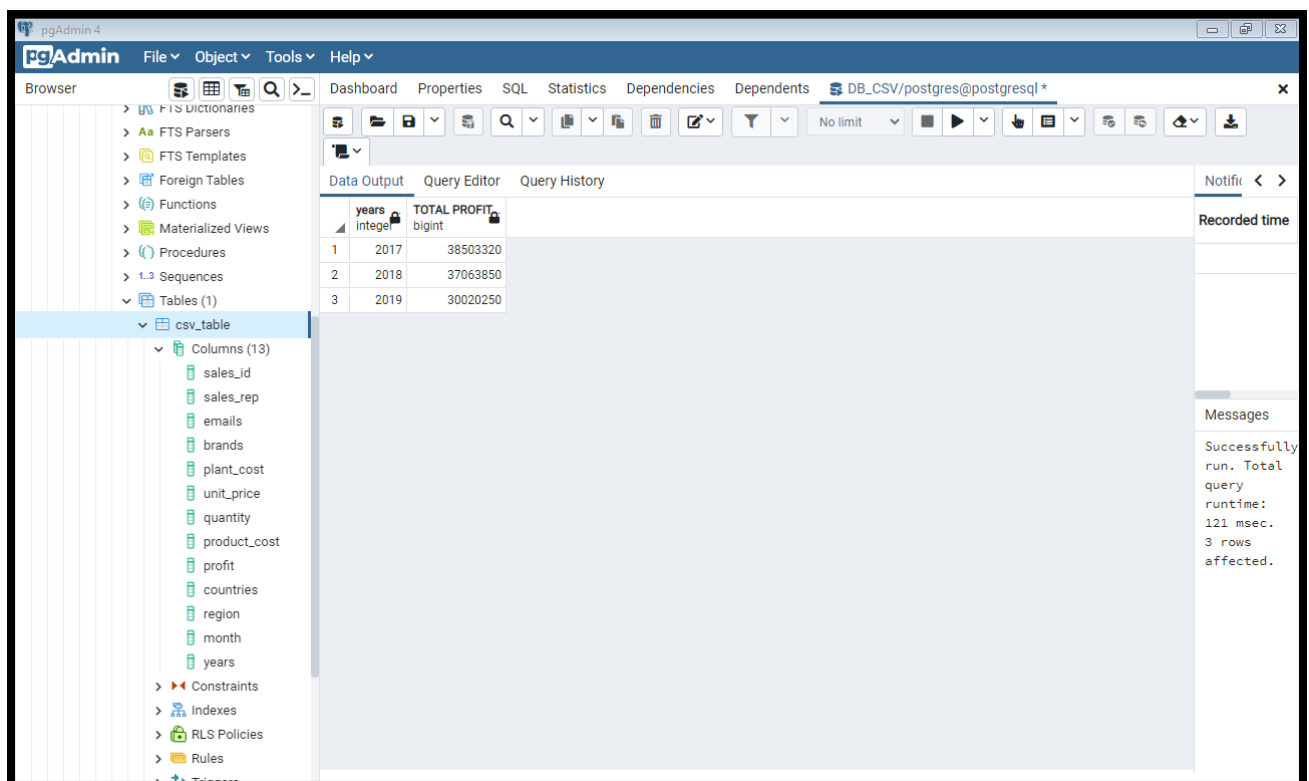 pgAdmin 4
pgAdmin File Object Tools Help
Browser
Dashboard Properties SQL Statistics Dependencies Dependents DB_CSV/postgres@postgresql *
No limit
FTS Dictionaries
Aa FTS Parsers
FTS Templates
Foreign Tables
Functions
Materialized Views
Procedures
1..3 Sequences
Tables (1)
csv_table
Columns (13)
sales_id
sales_rep
emails
brands
plant_cost
unit_price
quantity
product_cost
profit
countries
region
month
years
Constraints
Indexes
RLS Policies
Rules
Triggers
Data Output Query Editor Query History
years integer TOTAL PROFIT bigint
1 2017 38503320
2 2018 37063850
3 2019 30020250
Notific
Recorded time
Messages
Successfully
run. Total
query
runtime:
121 msec.
3 rows
affected.